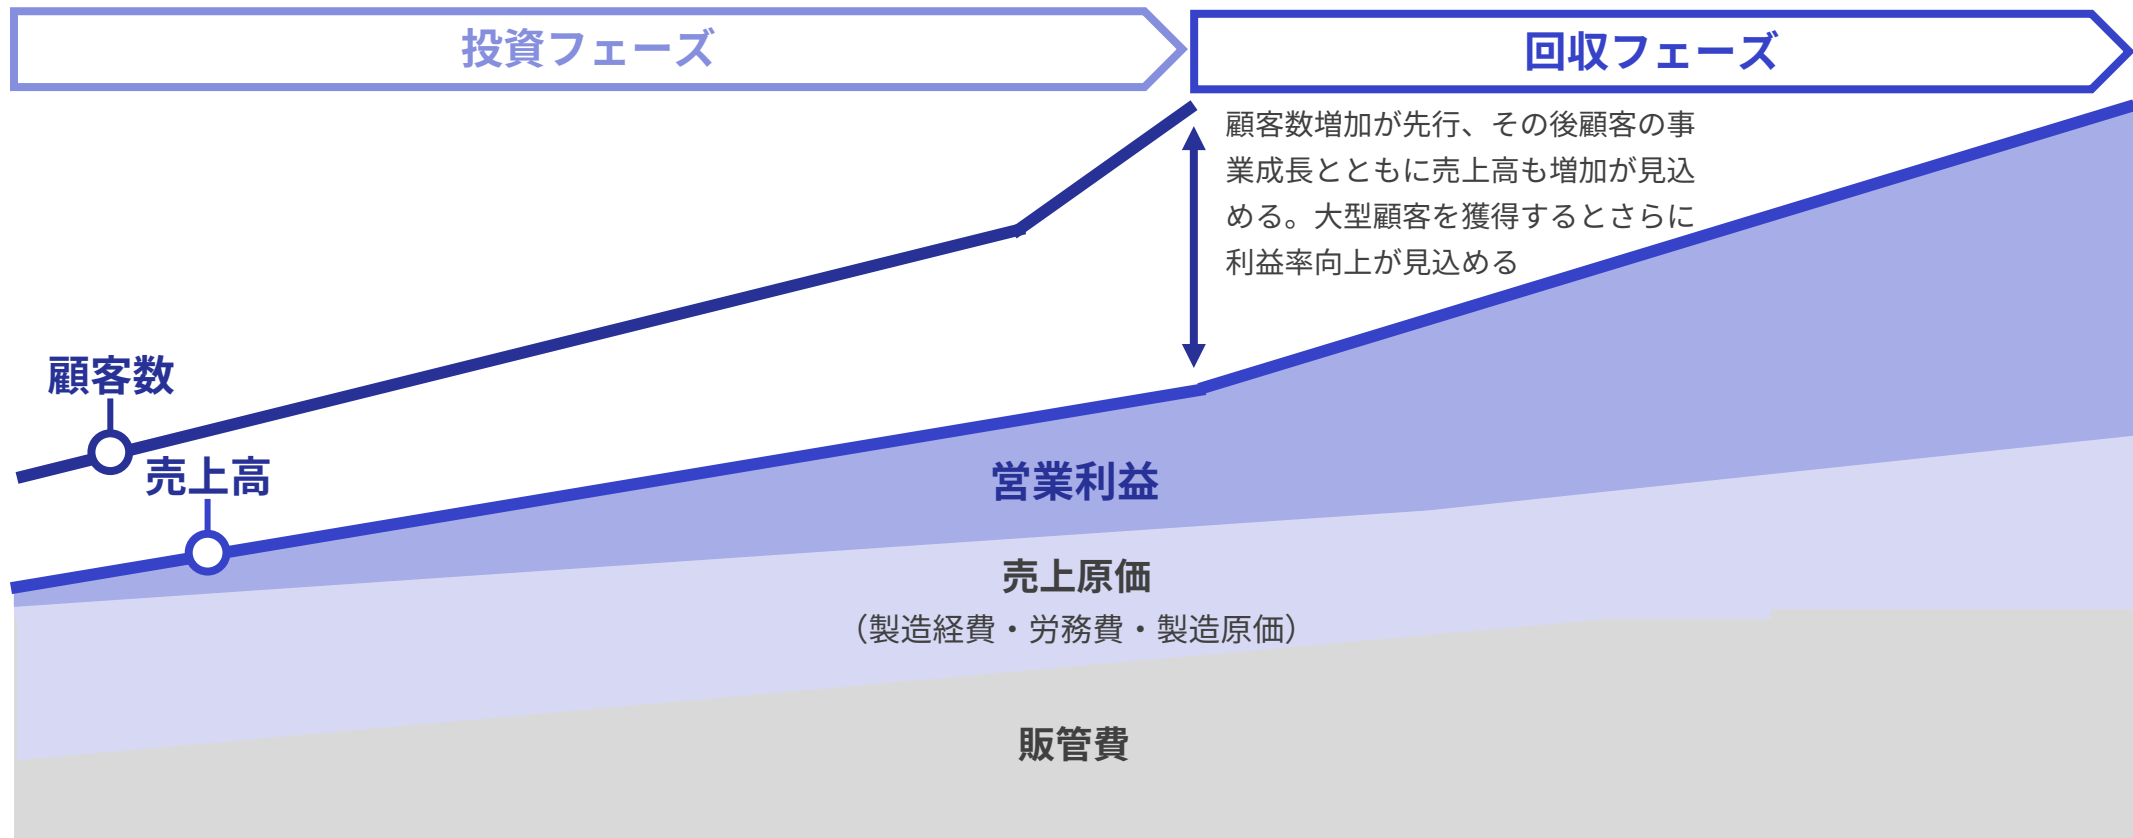 投資フェーズ
回収フェーズ
顧客数増加が先行、その後顧客の事
業成長とともに売上高も増加が見込
める。大型顧客を獲得するとさらに
利益率向上が見込める
顧客数
売上高
営業利益
売上原価
（製造経費・労務費・製造原価）
販管費